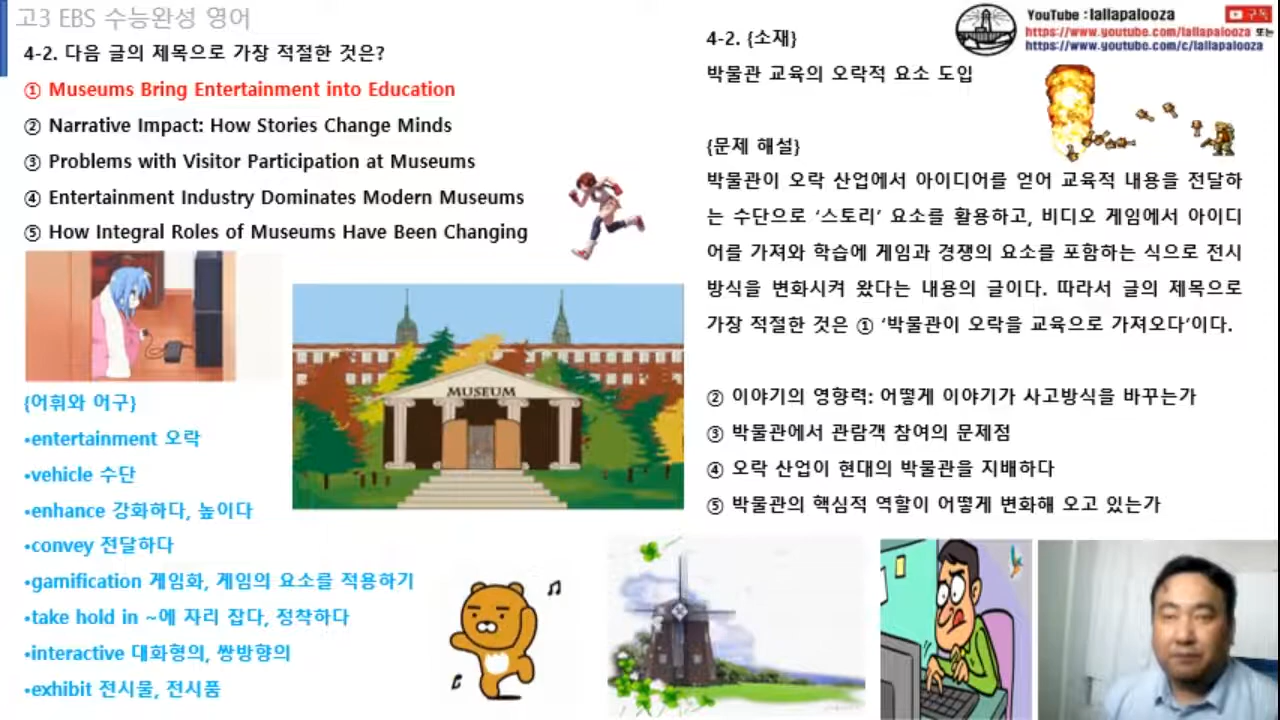 고3 EBS 수능완성 영어
4-2. 다음 글의 제목으로 가장 적절한 것은?
① Museums Bring Entertainment into Education
② Narrative Impact: How Stories Change Minds
③ Problems with Visitor Participation at Museums
④ Entertainment Industry Dominates Modern Museums
⑤ How Integral Roles of Museums Have Been Changing
MUSEUM
{어휘와 어구}
•entertainment 오락
•vehicle 수단
•enhance 강화하다, 높이다
•convey 전달하다
•gamification 게임화, 게임의 요소를 적용하기
•take hold in ~에 자리 잡다, 정착하다
•interactive 대화형의, 쌍방향의
•exhibit 전시물, 전시품
YouTube : lallapalooza
구독
https://www.youtube.com/lallapalooza 또는
https://www.youtube.com/c/lallapalooza
4-2. {소재}
박물관 교육의 오락적 요소 도입
{문제 해설}
박물관이 오락 산업에서 아이디어를 얻어 교육적 내용을 전달하
는 수단으로 ‘스토리’ 요소를 활용하고, 비디오 게임에서 아이디
어를 가져와 학습에 게임과 경쟁의 요소를 포함하는 식으로 전시
방식을 변화시켜 왔다는 내용의 글이다. 따라서 글의 제목으로
가장 적절한 것은 ① ‘박물관이 오락을 교육으로 가져오다’이다.
② 이야기의 영향력: 어떻게 이야기가 사고방식을 바꾸는가
③ 박물관에서 관람객 참여의 문제점
④ 오락 산업이 현대의 박물관을 지배하다
⑤ 박물관의 핵심적 역할이 어떻게 변화해 오고 있는가